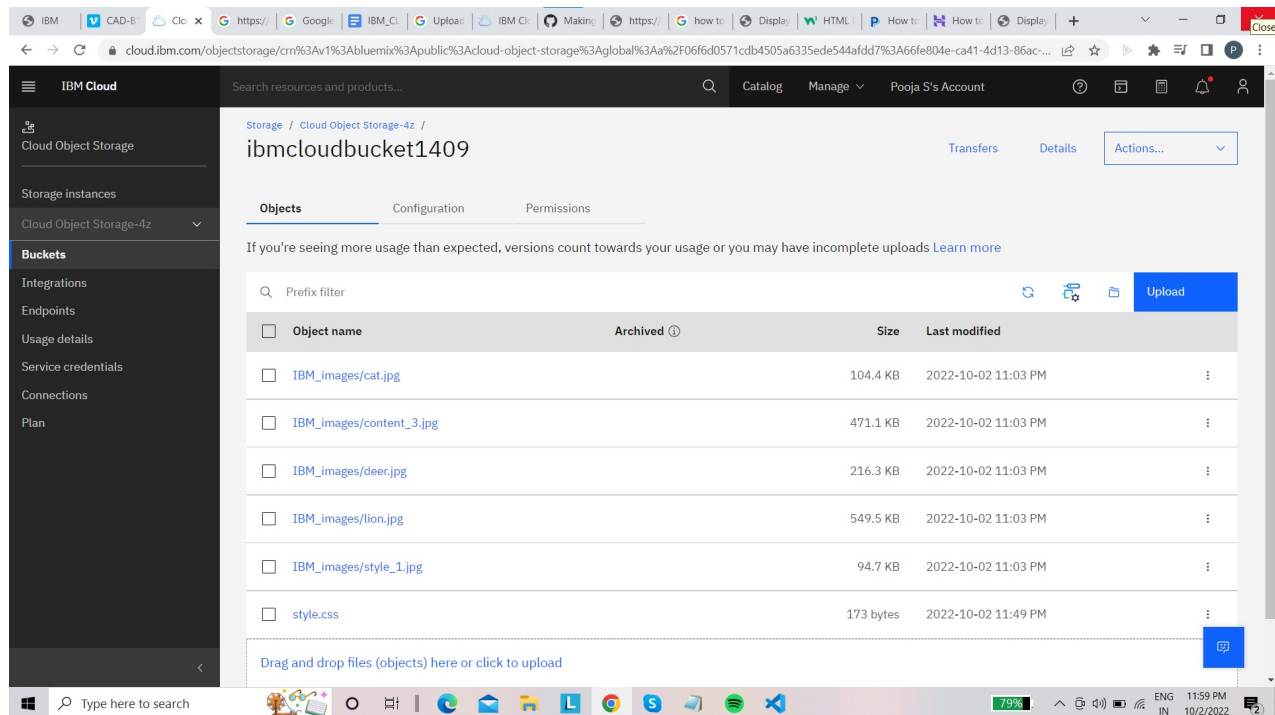 IBM
CAD-B
Clo
https:/
Google
IBM_CL
Upload
IBM Cl
Making
https:/
how to
Display
HTML
How to
How to
Display
Close
cloud.ibm.com/objectstorage/crn%3Av1%3Abluemix%3Apublic%3Acloud-object-storage%3Aglobal%3Aa%2F06f6d0571cdb4505a6335ede544afdd7%3A66fe804e-ca41-4d13-86ac-...
P
IBM Cloud
Search resources and products...
Catalog
Manage
Pooja S's Account
Cloud Object Storage
Storage instances
Cloud Object Storage-4z
Buckets
Integrations
Endpoints
Usage details
Service credentials
Connections
Plan
Storage / Cloud Object Storage-4z /
ibmcloudbucket1409
Transfers
Details
Actions...
Objects
Configuration
Permissions
If you're seeing more usage than expected, versions count towards your usage or you may have incomplete uploads Learn more
Prefix filter
Upload
Object name Archived Size Last modified
IBM_images/cat.jpg 104.4 KB 2022-10-02 11:03 PM
IBM_images/content_3.jpg 471.1 KB 2022-10-02 11:03 PM
IBM_images/deer.jpg 216.3 KB 2022-10-02 11:03 PM
IBM_images/lion.jpg 549.5 KB 2022-10-02 11:03 PM
IBM_images/style_1.jpg 94.7 KB 2022-10-02 11:03 PM
style.css 173 bytes 2022-10-02 11:49 PM
Drag and drop files (objects) here or click to upload
Type here to search
79%
ENG
IN
11:59 PM
10/2/2022
2